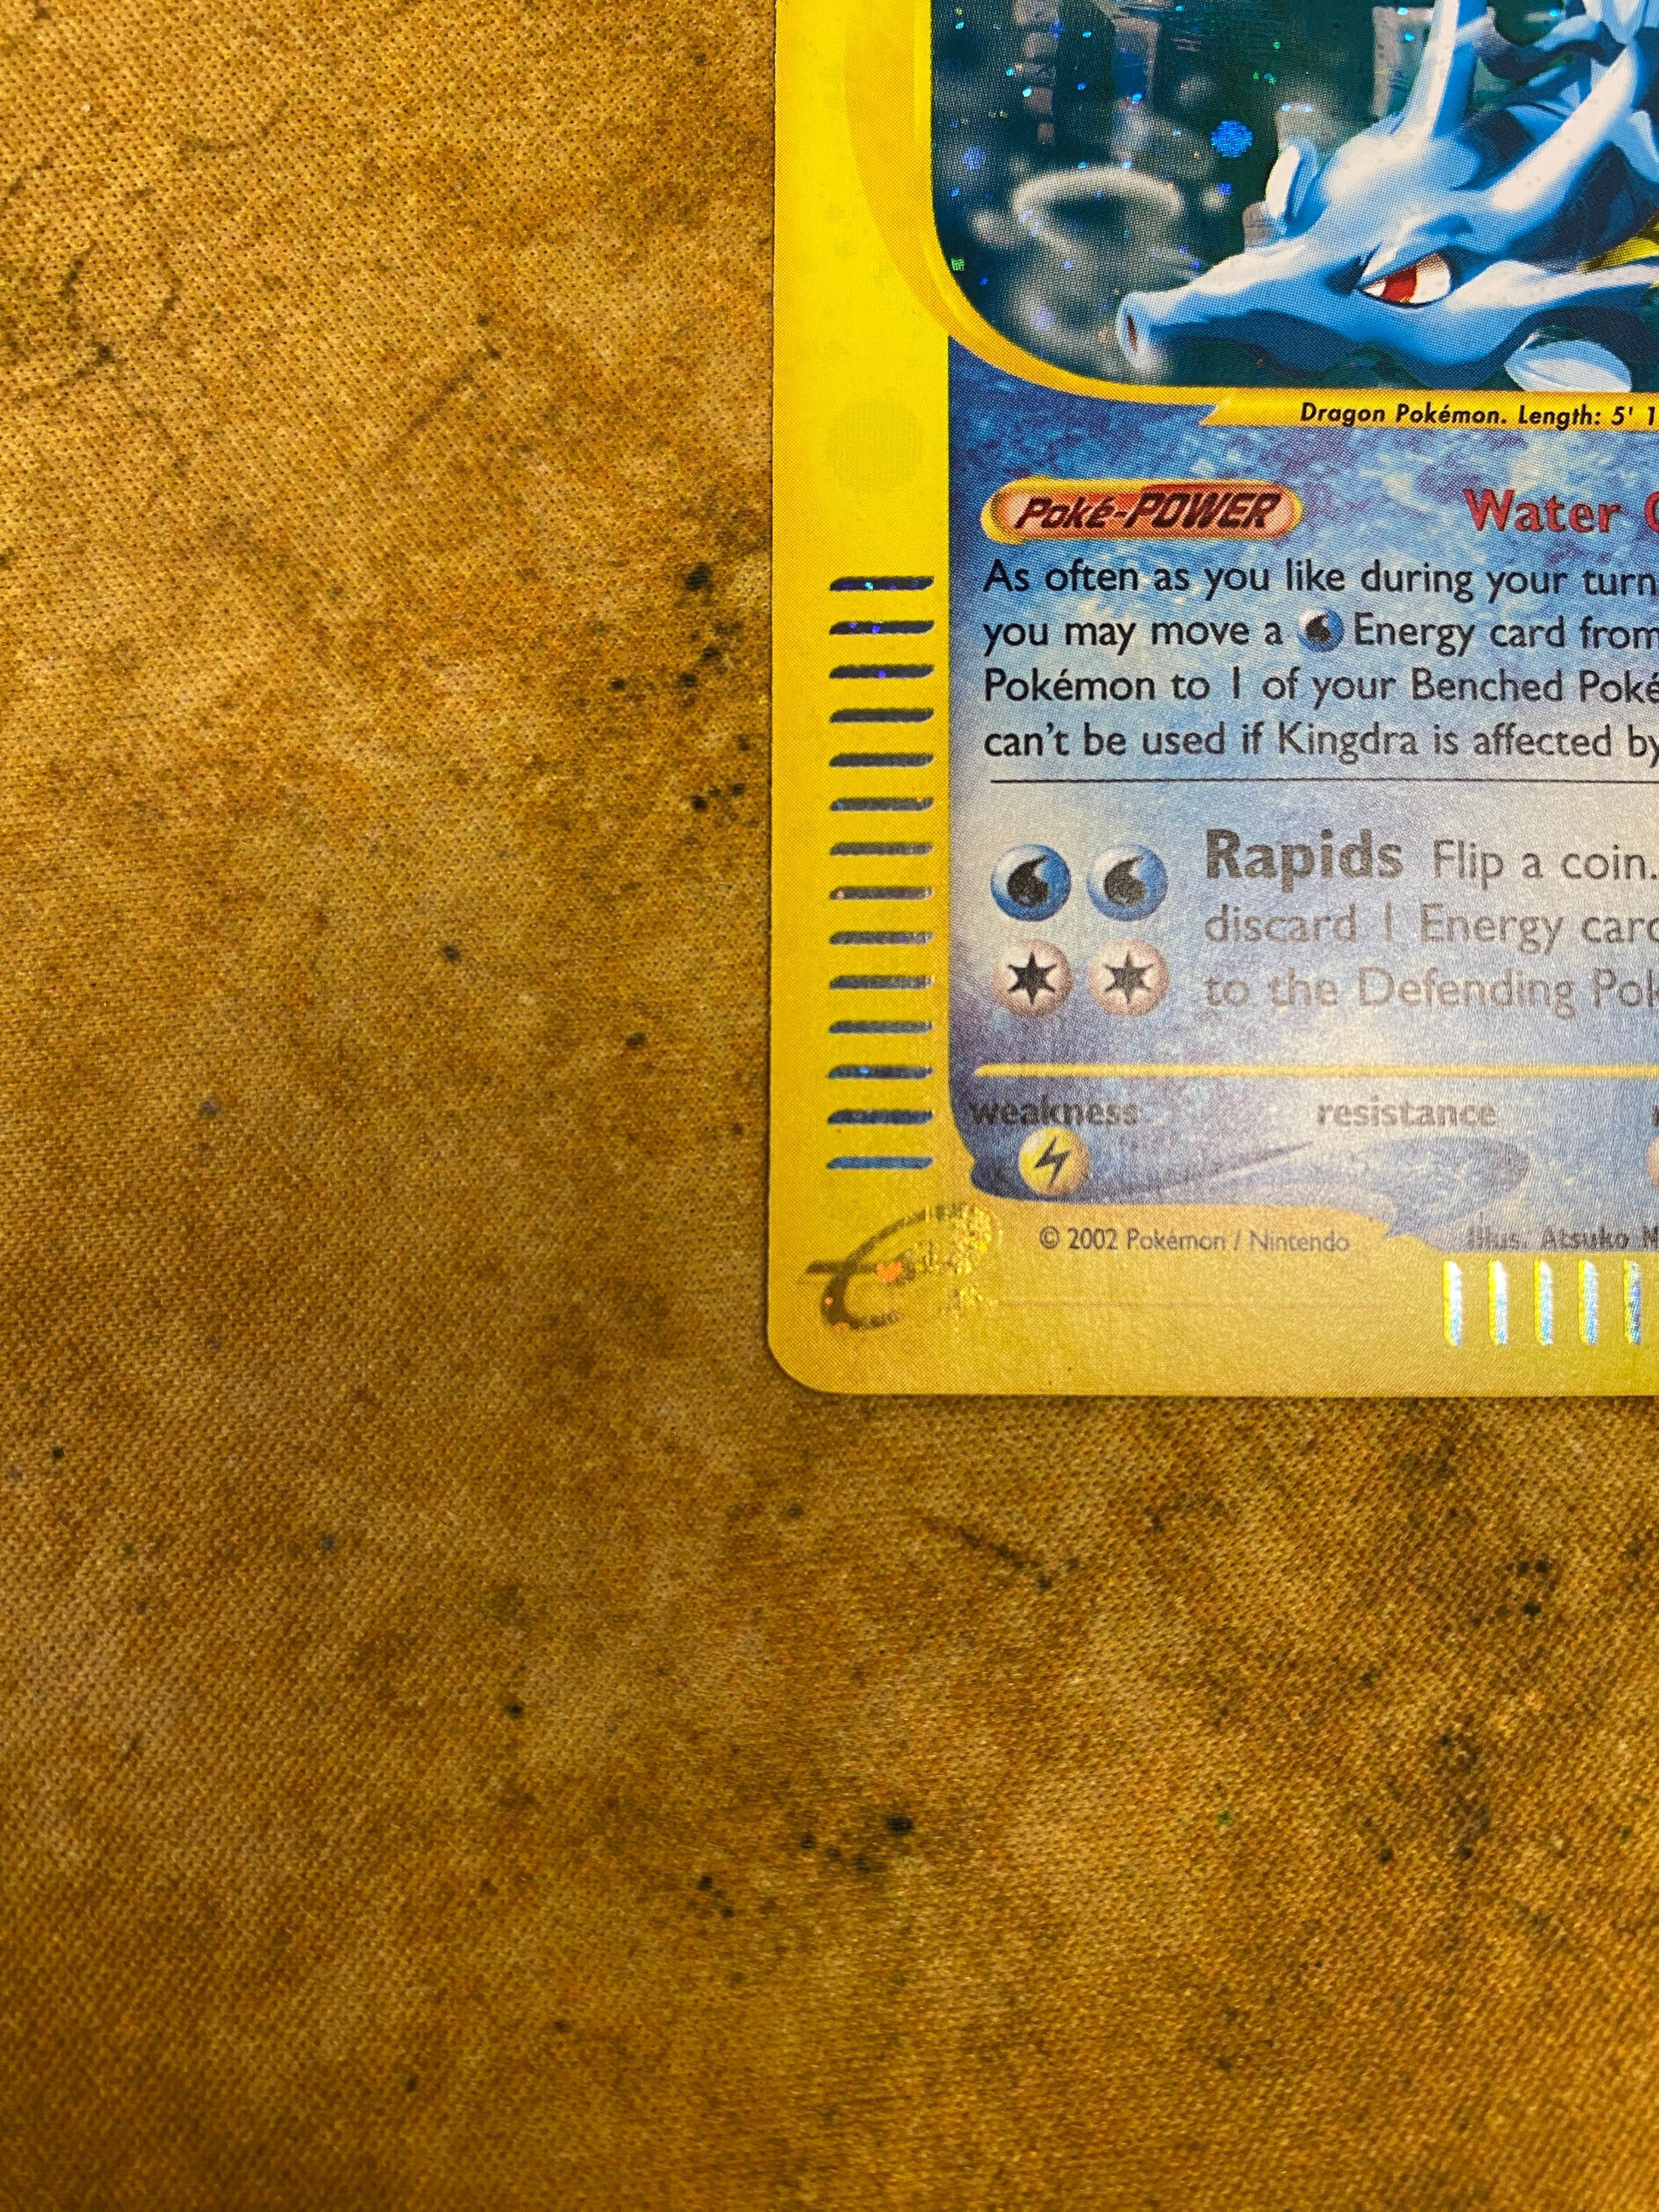 Dragon Pokémon. Length: 5' 1
Poké-POWER
Water
As often as you like during your turn
you may move a Energy card from
Pokémon to 1 of your Benched Poké
can't be used if Kingdra is affected by
Rapids Flip a coin.
discard 1 Energy card
to the Defending Pok
weakness resistance
© 2002 Pokémon / Nintendo
Illus. Atsuko N